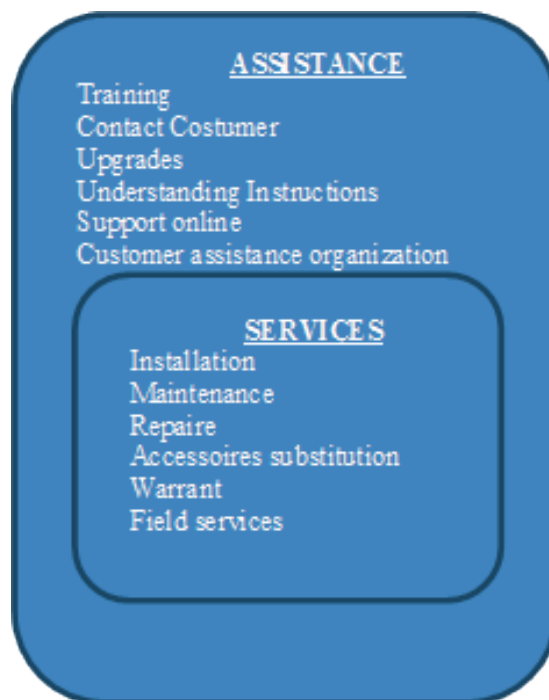 ASSISTANCE
Training
Contact Costumer
Upgrades
Understanding Instructions
Support online
Customer assistance organization
SERVICES
Installation
Maintenance
Repaire
Accessoires substitution
Warrant
Field services